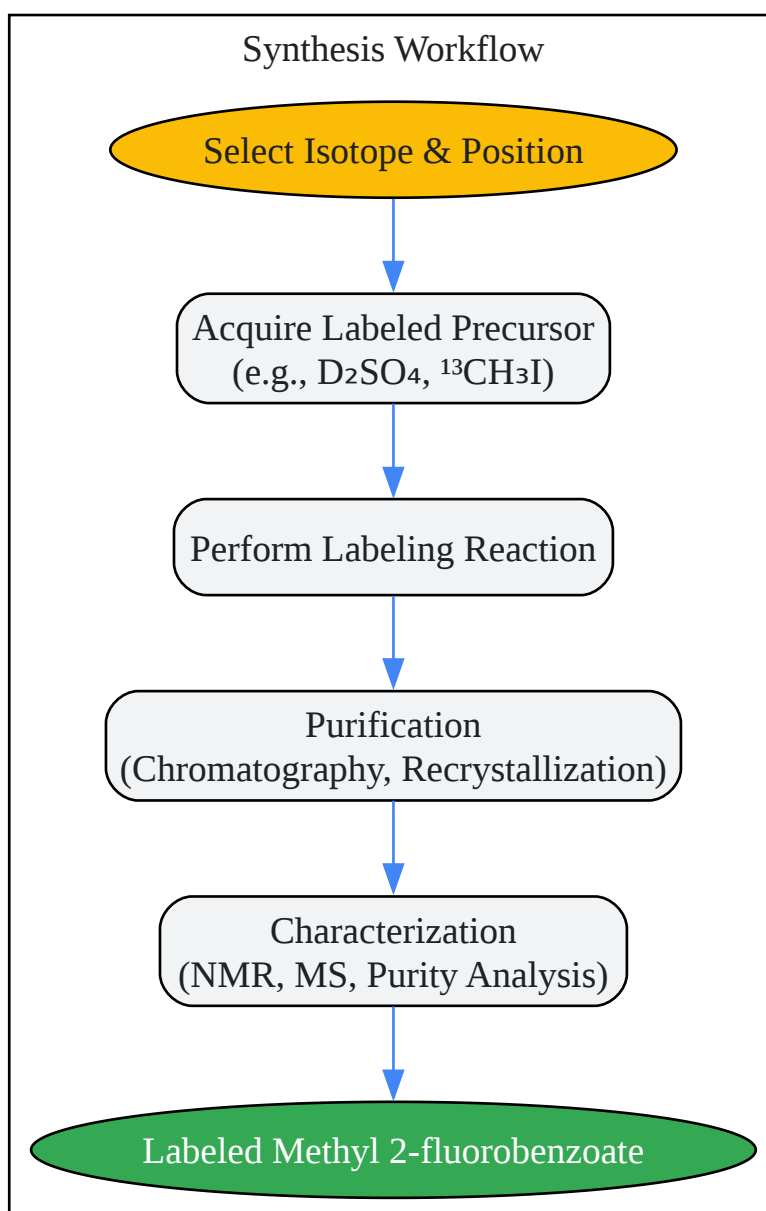 Synthesis Workflow
Select Isotope & Position
Acquire Labeled Precursor
(e.g., D₂SO₄, ¹³CH₃I)
Perform Labeling Reaction
Purification
(Chromatography, Recrystallization)
Characterization
(NMR, MS, Purity Analysis)
Labeled Methyl 2-fluorobenzoate